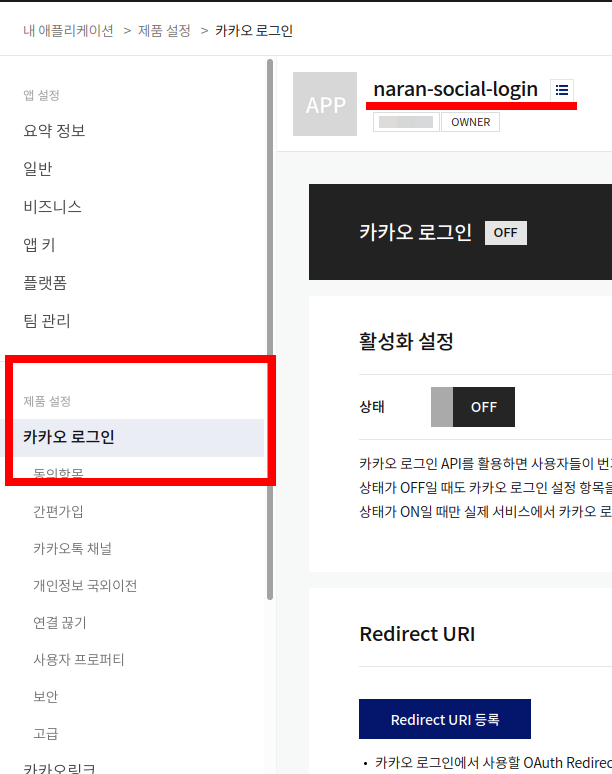 내 애플리케이션 > 제품 설정 > 카카오 로그인
앱 설정
요약 정보
일반
비즈니스
앱 키
플랫폼
팀 관리
제품 설정
카카오 로그인
동의항목
간편가입
카카오톡 채널
개인정보 국외이전
연결 끊기
사용자 프로퍼티
보안
고급
카카오링크
APP
naran-social-login
OWNER
카카오 로그인 OFF
활성화 설정
상태 OFF
카카오 로그인 API를 활용하면 사용자들이
상태가 OFF일 때도 카카오 로그인 설정 항목을
상태가 ON일 때만 실제 서비스에서 카카오
Redirect URI
Redirect URI 등록
• 카카오 로그인에서 사용할 OAuth Redirec